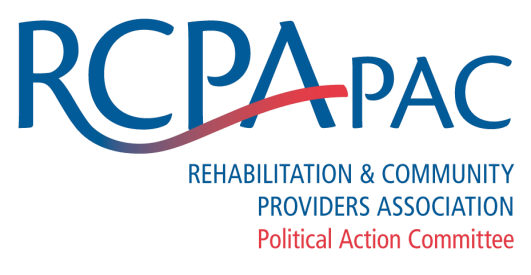 RCPA PAC
REHABILITATION & COMMUNITY
PROVIDERS ASSOCIATION
Political Action Committee